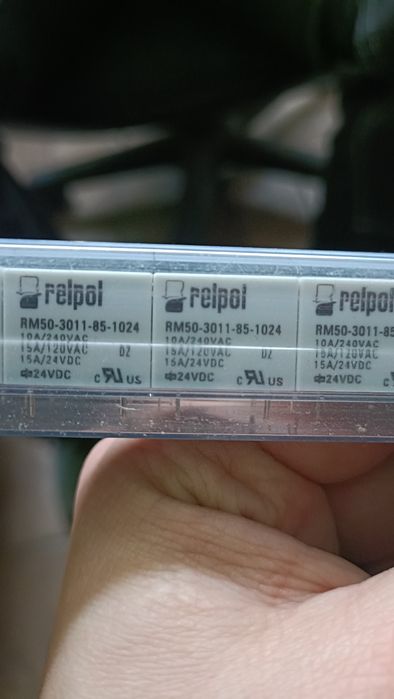 relpol
RM50-3011-85-1024
10A/240VAC
15A/120VAC DZ
15A/24VDC
24VDC c RU US
relpol
RM50-3011-85-1024
10A/240VAC
15A/120VAC DZ
15A/24VDC
24VDC c RU US
relpol
RM50-3011-85
10A/240VAC
15A/120VAC
15A/24VDC
24VDC c